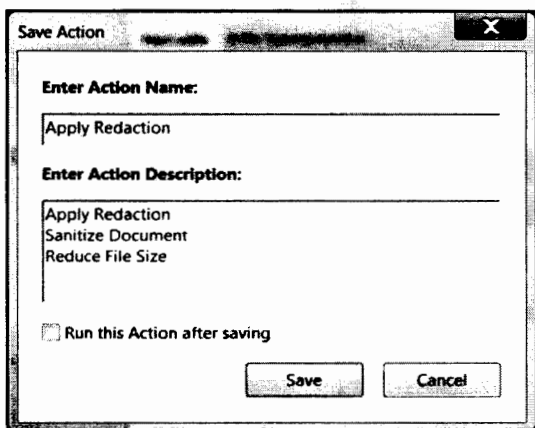 Save Action
Enter Action Name:
Apply Redaction
Enter Action Description:
Apply Redaction
Sanitize Document
Reduce File Size
Run this Action after saving
Save
Cancel